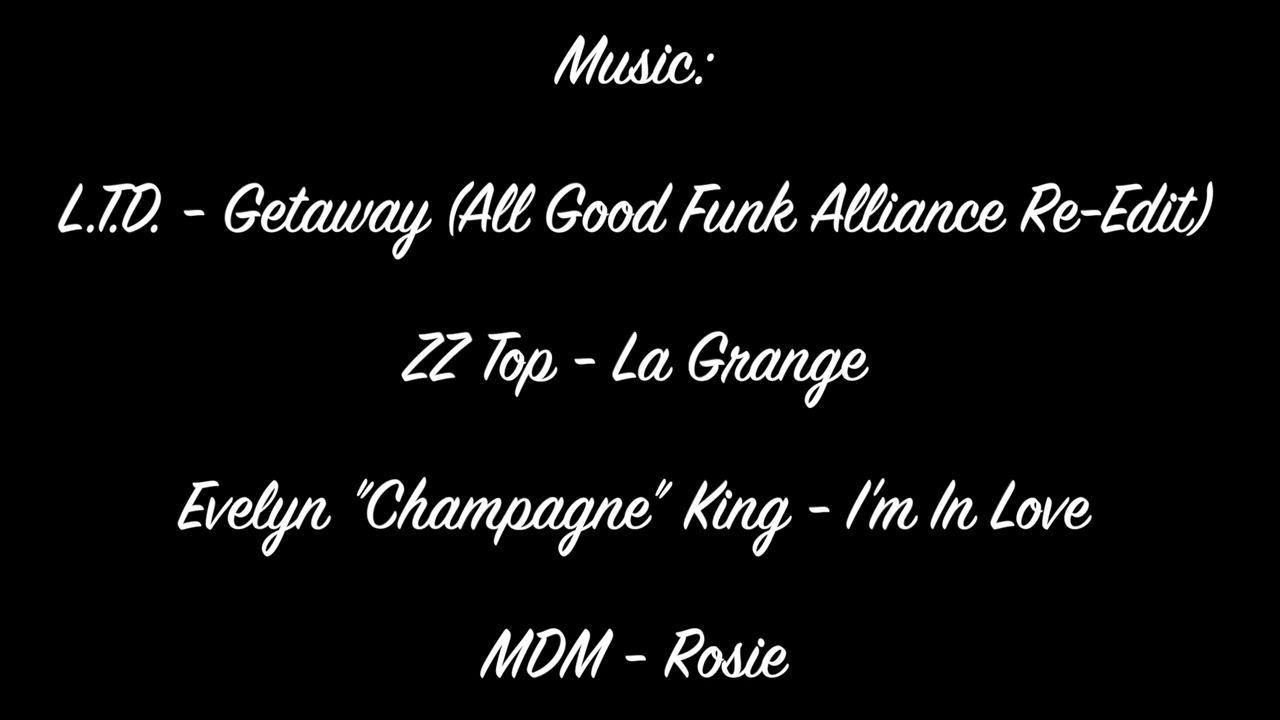 Music:
L.T.D. - Getaway (All Good Funk Alliance Re-Edit)
ZZ Top - La Grange
Evelyn "Champagne" King - I'm In Love
MDM - Rosie